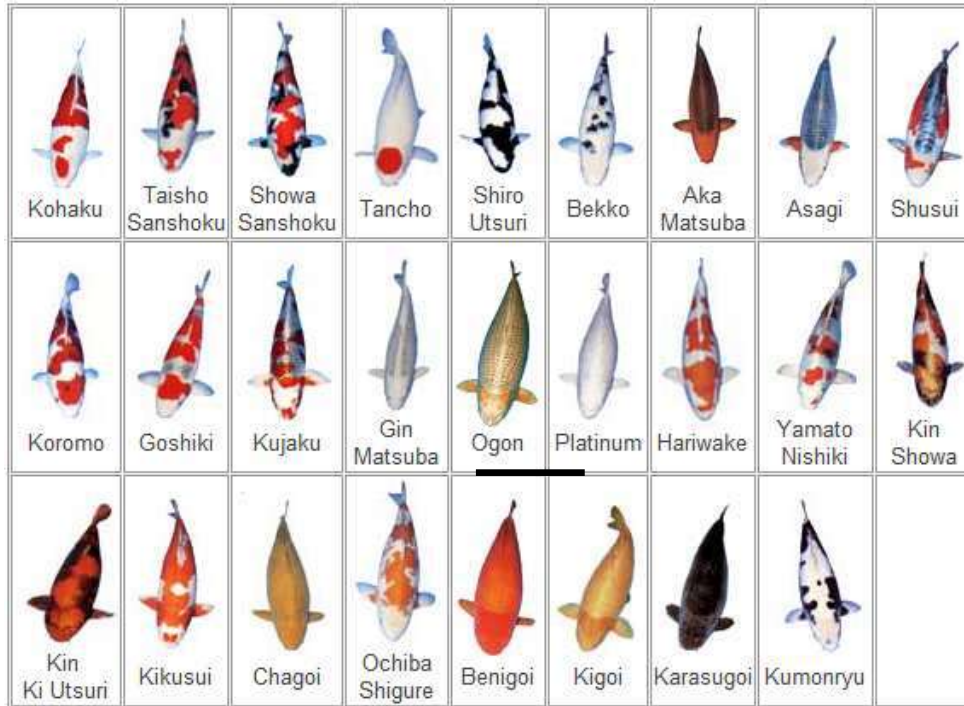 Kohaku
Taisho
Sanshoku
Showa
Sanshoku
Tancho
Shiro
Utsuri
Bekko
Aka
Matsuba
Asagi
Shusui
Koromo
Goshiki
Kujaku
Gin
Matsuba
Ogon
Platinum
Hariwake
Yamato
Nishiki
Kin
Showa
Kin
Ki Utsuri
Kikusui
Chagoi
Ochiba
Shigure
Benigoi
Kigoi
Karasugoi
Kumonryu